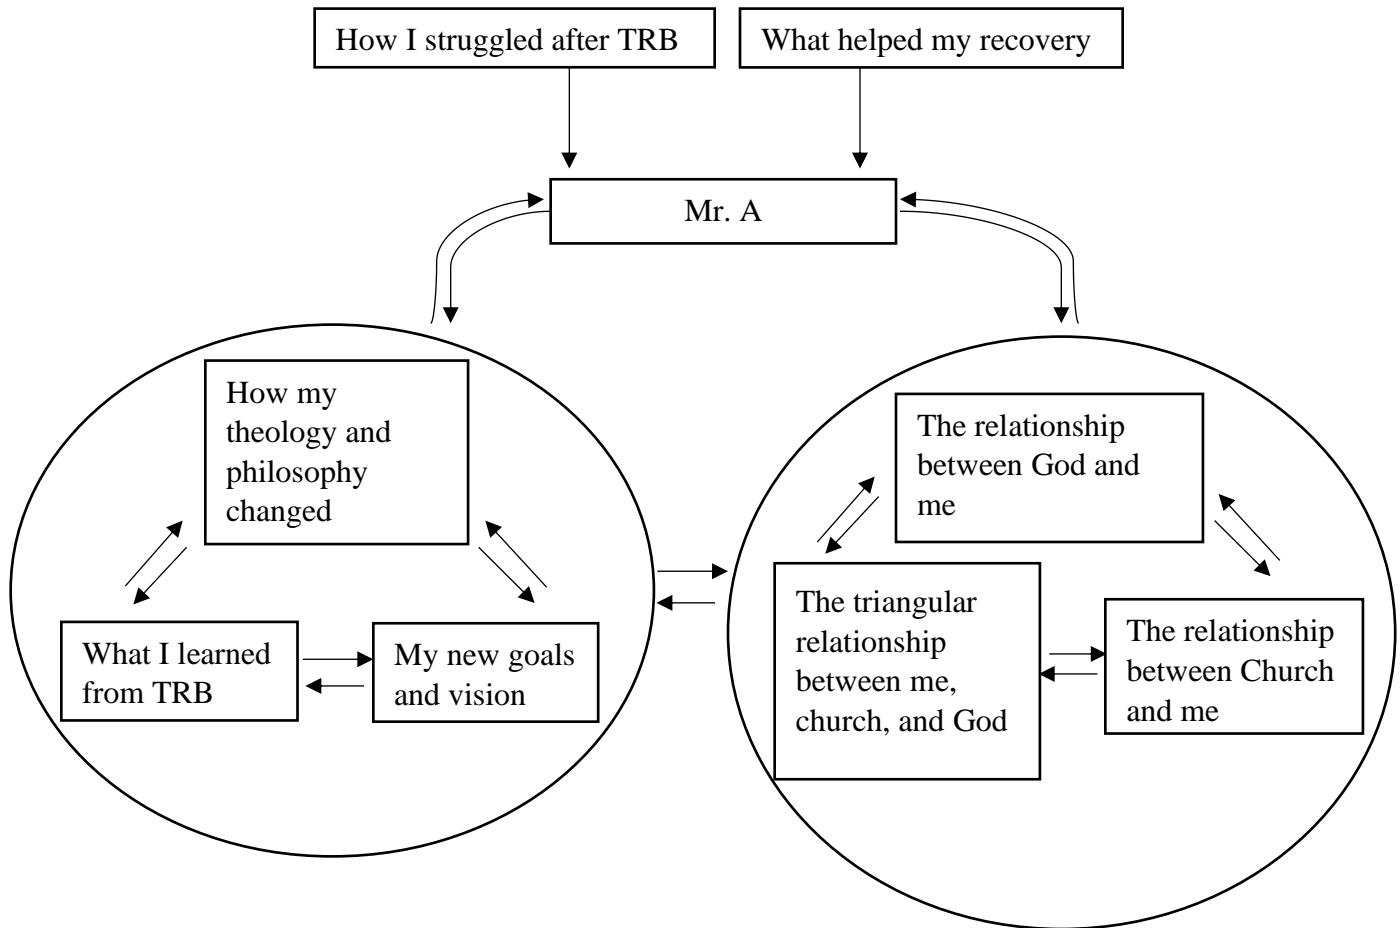 How I struggled after TRB
What helped my recovery
Mr. A
How my
theology and
philosophy
changed
What I learned
from TRB
My new goals
and vision
The relationship
between God and
me
The triangular
relationship
between me,
church, and God
The relationship
between Church
and me